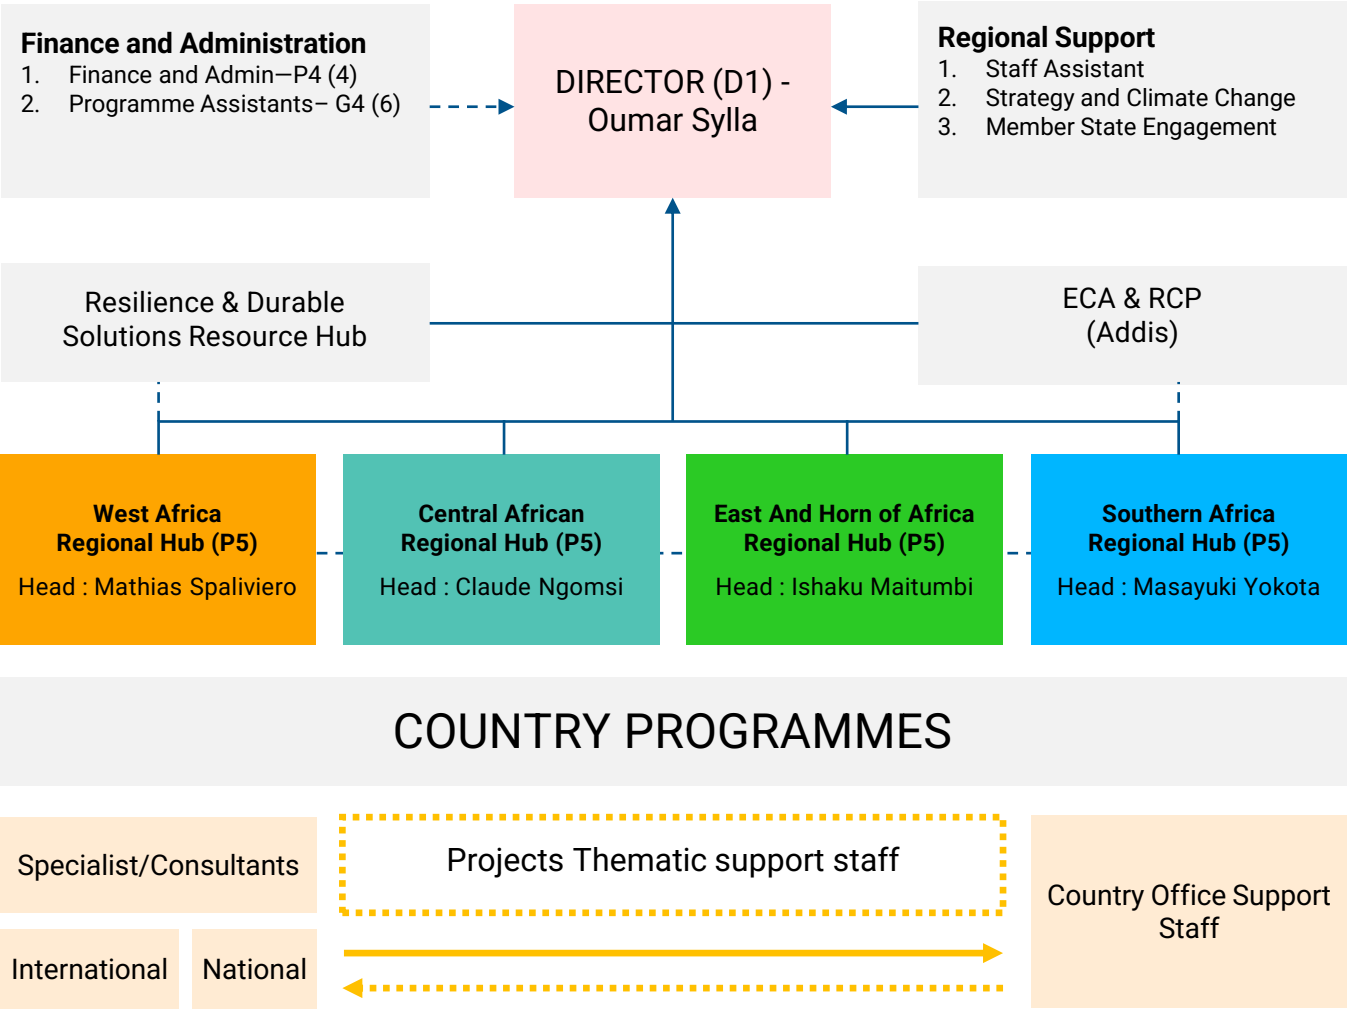 Finance and Administration
1. Finance and Admin—P4 (4)
2. Programme Assistants– G4 (6)
DIRECTOR (D1) -
Oumar Sylla
Regional Support
1. Staff Assistant
2. Strategy and Climate Change
3. Member State Engagement
Resilience & Durable
Solutions Resource Hub
ECA & RCP
(Addis)
West Africa
Regional Hub (P5)
Head : Mathias Spaliviero
Central African
Regional Hub (P5)
Head : Claude Ngomsi
East And Horn of Africa
Regional Hub (P5)
Head : Ishaku Maitumbi
Southern Africa
Regional Hub (P5)
Head : Masayuki Yokota
COUNTRY PROGRAMMES
Specialist/Consultants
International
National
Projects Thematic support staff
Country Office Support
Staff